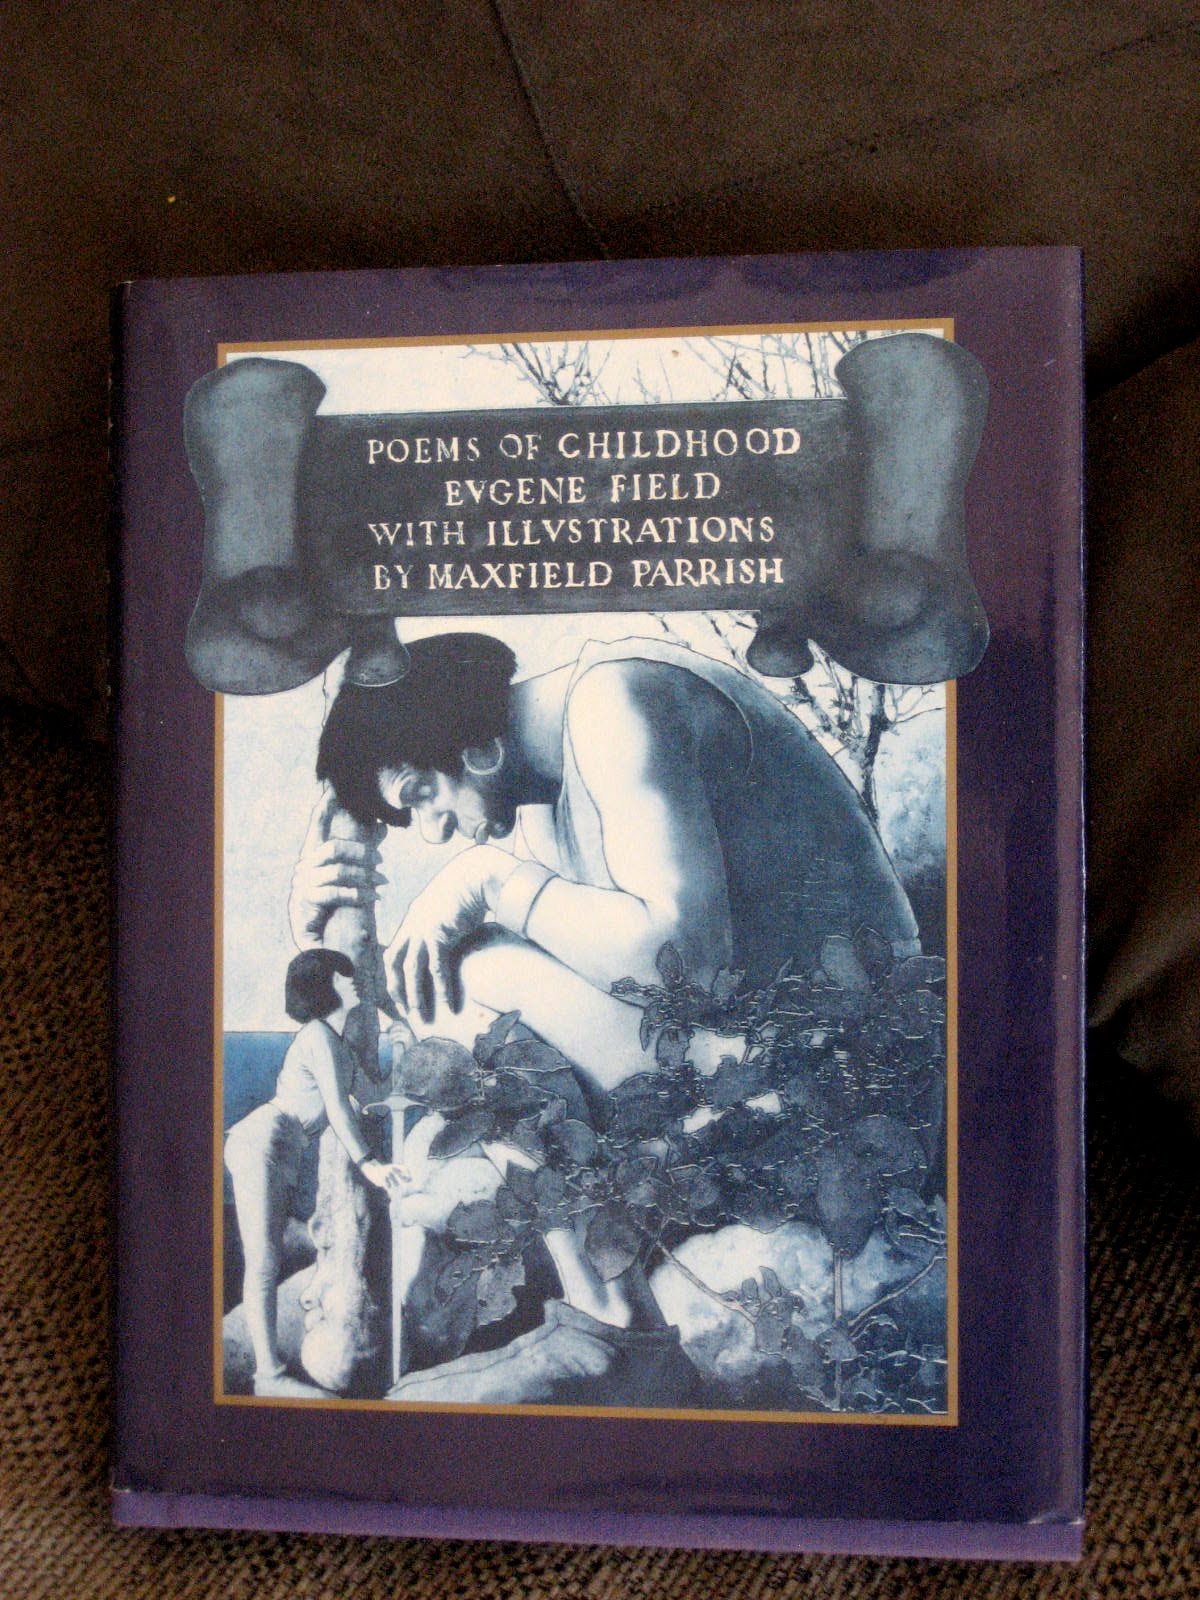 POEMS OF CHILDHOOD
EVGENE FIELD
WITH ILLVSTRATIONS
BY MAXFIELD PARRISH